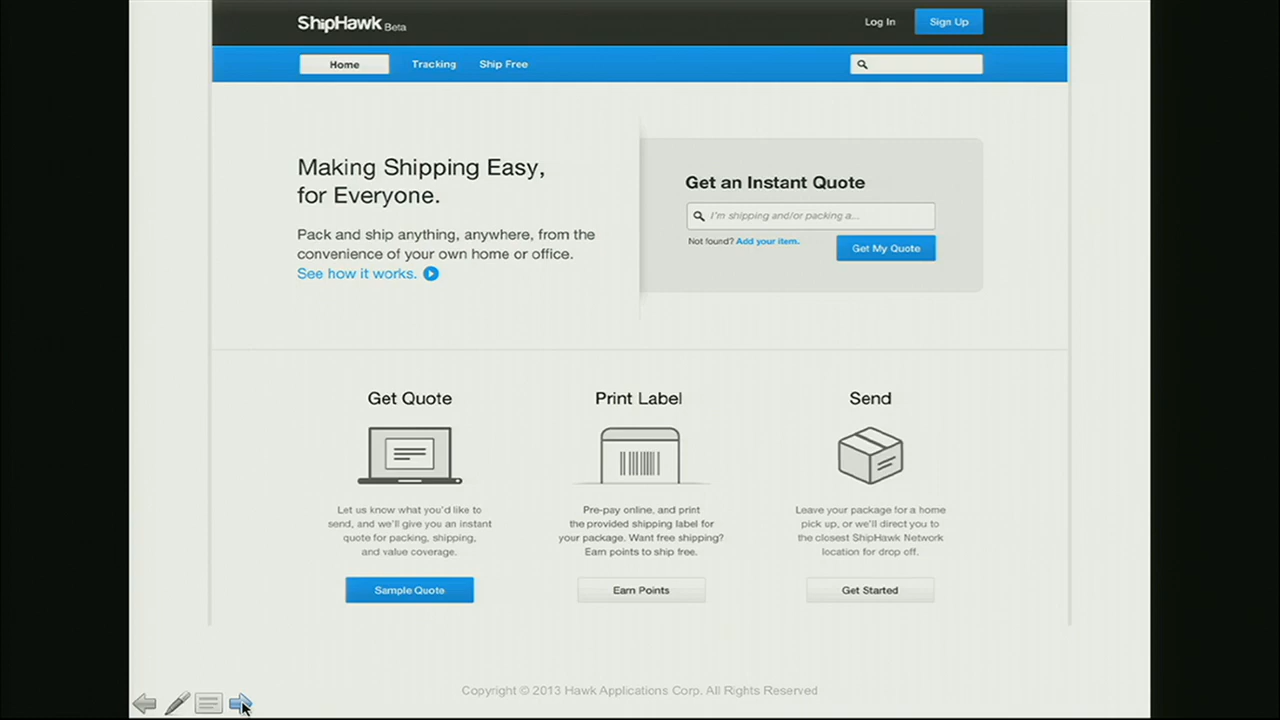 ShipHawk Beta
Log In
Sign Up
Home
Tracking
Ship Free
Making Shipping Easy,
for Everyone.
Pack and ship anything, anywhere, from the
convenience of your own home or office.
See how it works.
Get an Instant Quote
I'm shipping and/or packing a...
Not found? Add your item.
Get My Quote
Get Quote
Let us know what you'd like to
send, and we'll give you an instant
quote for packing, shipping,
and value coverage.
Sample Quote
Print Label
Pre-pay online, and print
the provided shipping label for
your package. Want free shipping?
Earn points to ship free.
Earn Points
Send
Leave your package for a home
pick up, or we'll direct you to
the closest ShipHawk Network
location for drop off.
Get Started
Copyright © 2013 Hawk Applications Corp. All Rights Reserved